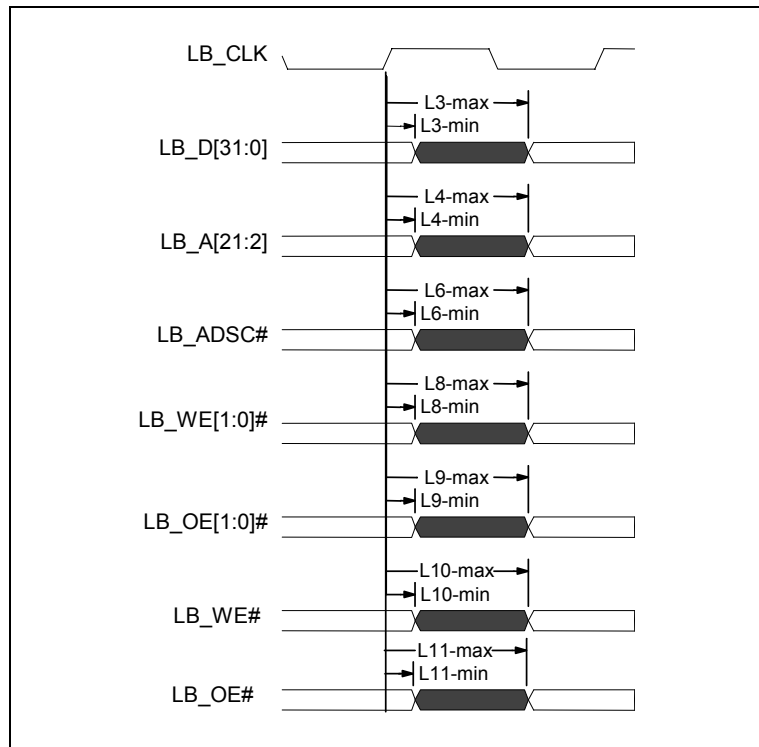 LB_CLK
L3-max
L3-min
LB_D[31:0]
L4-max
L4-min
LB_A[21:2]
L6-max
L6-min
LB_ADSC#
L8-max
L8-min
LB_WE[1:0]#
L9-max
L9-min
LB_OE[1:0]#
L10-max
L10-min
LB_WE#
L11-max
L11-min
LB_OE#